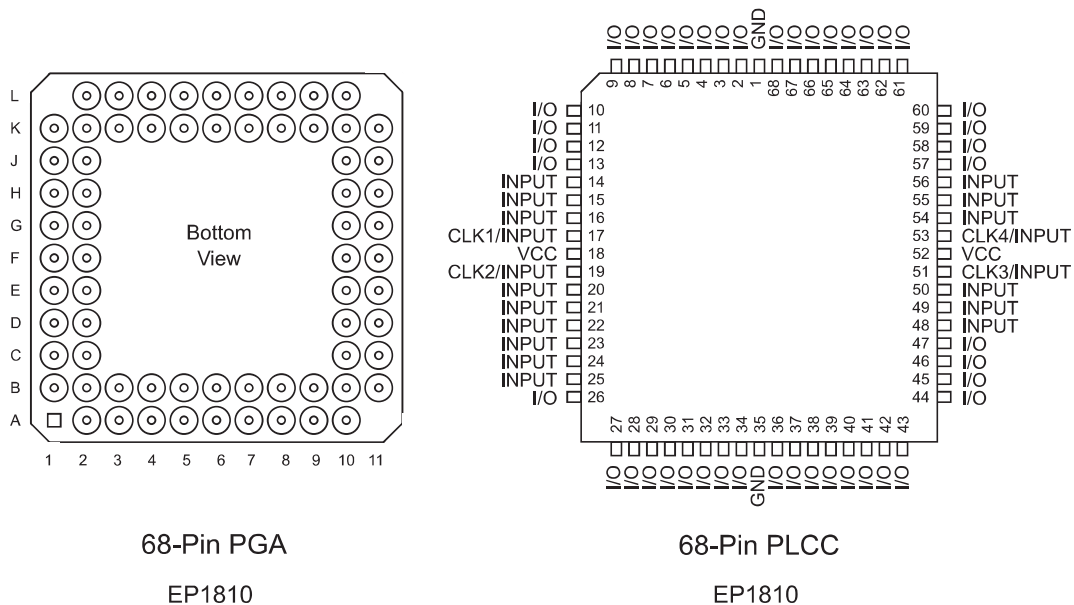 L
K
J
H
G
F
E
D
C
B
A
Bottom
View
1 2 3 4 5 6 7 8 9 10 11
68-Pin PGA
EP1810
I/O I/O I/O I/O I/O I/O I/O I/O GND I/O I/O I/O I/O I/O I/O I/O I/O
9 8 7 6 5 4 3 2 1 68 67 66 65 64 63 62 61
I/O 10
I/O 11
I/O 12
I/O 13
INPUT 14
INPUT 15
INPUT 16
CLK1/INPUT 17
VCC 18
CLK2/INPUT 19
INPUT 20
INPUT 21
INPUT 22
INPUT 23
INPUT 24
INPUT 25
I/O 26
60 I/O
59 I/O
58 I/O
57 I/O
56 INPUT
55 INPUT
54 INPUT
53 CLK4/INPUT
52 VCC
51 CLK3/INPUT
50 INPUT
49 INPUT
48 INPUT
47 I/O
46 I/O
45 I/O
44 I/O
27 28 29 30 31 32 33 34 35 36 37 38 39 40 41 42 43
I/O I/O I/O I/O I/O I/O I/O I/O GND I/O I/O I/O I/O I/O I/O I/O I/O
68-Pin PLCC
EP1810